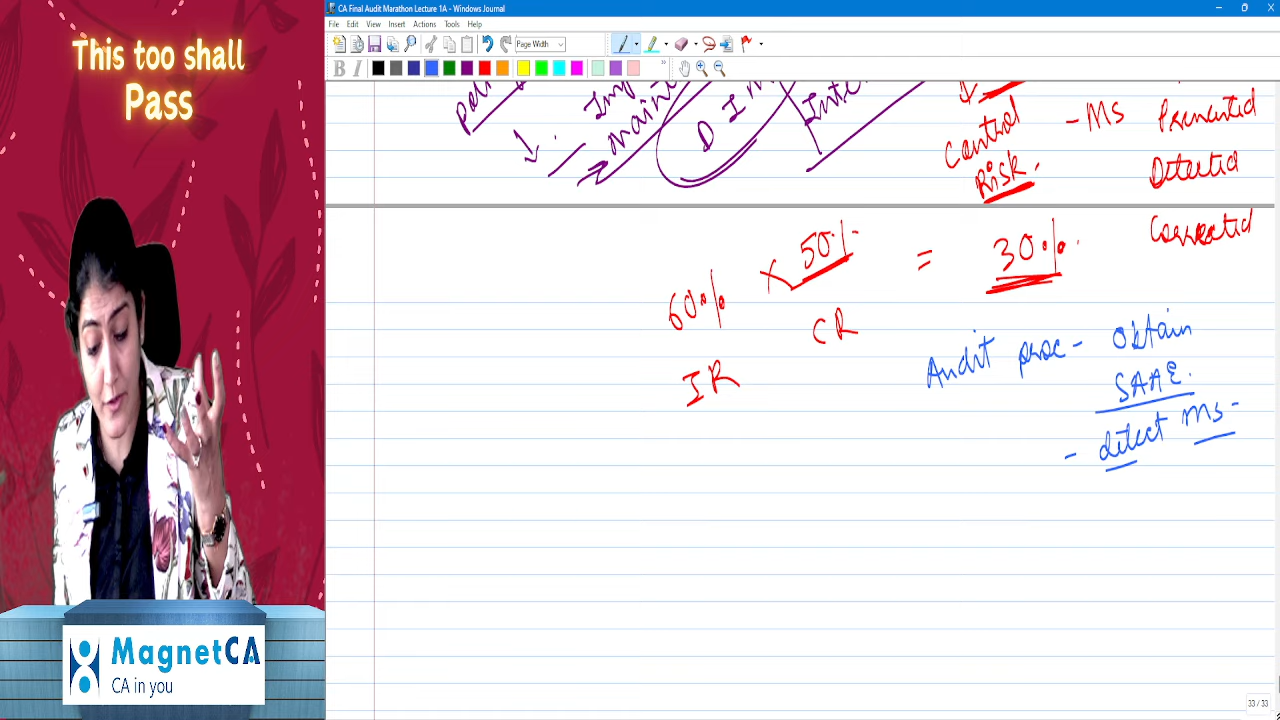 This too shall
Pass
MagnetCA
CA in you
CA Final Audit Marathon Lecture 1A - Windows Journal
File Edit View Insert Actions Tools Help
Page Width
B I
D
Control
Risk.
- Ms Prevented
Detected
Corrected
60% × 50% = 30%.
IR CR
Audit proc - Obtain
SAAE.
- detect Ms-
33 / 33